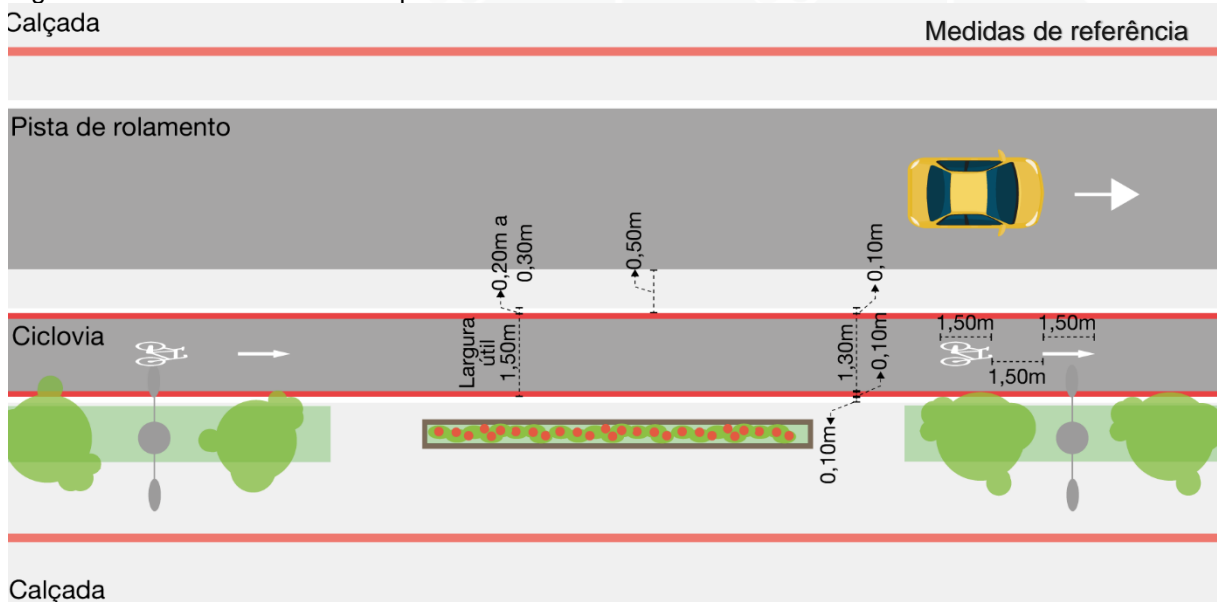 Calçada
Medidas de referência
Pista de rolamento
0,20m a
0,30m
0,50m
0,10m
Ciclovia
Largura
útil
1,50m
1,30m
0,10m
1,50m
1,50m
1,50m
0,10m
Calçada